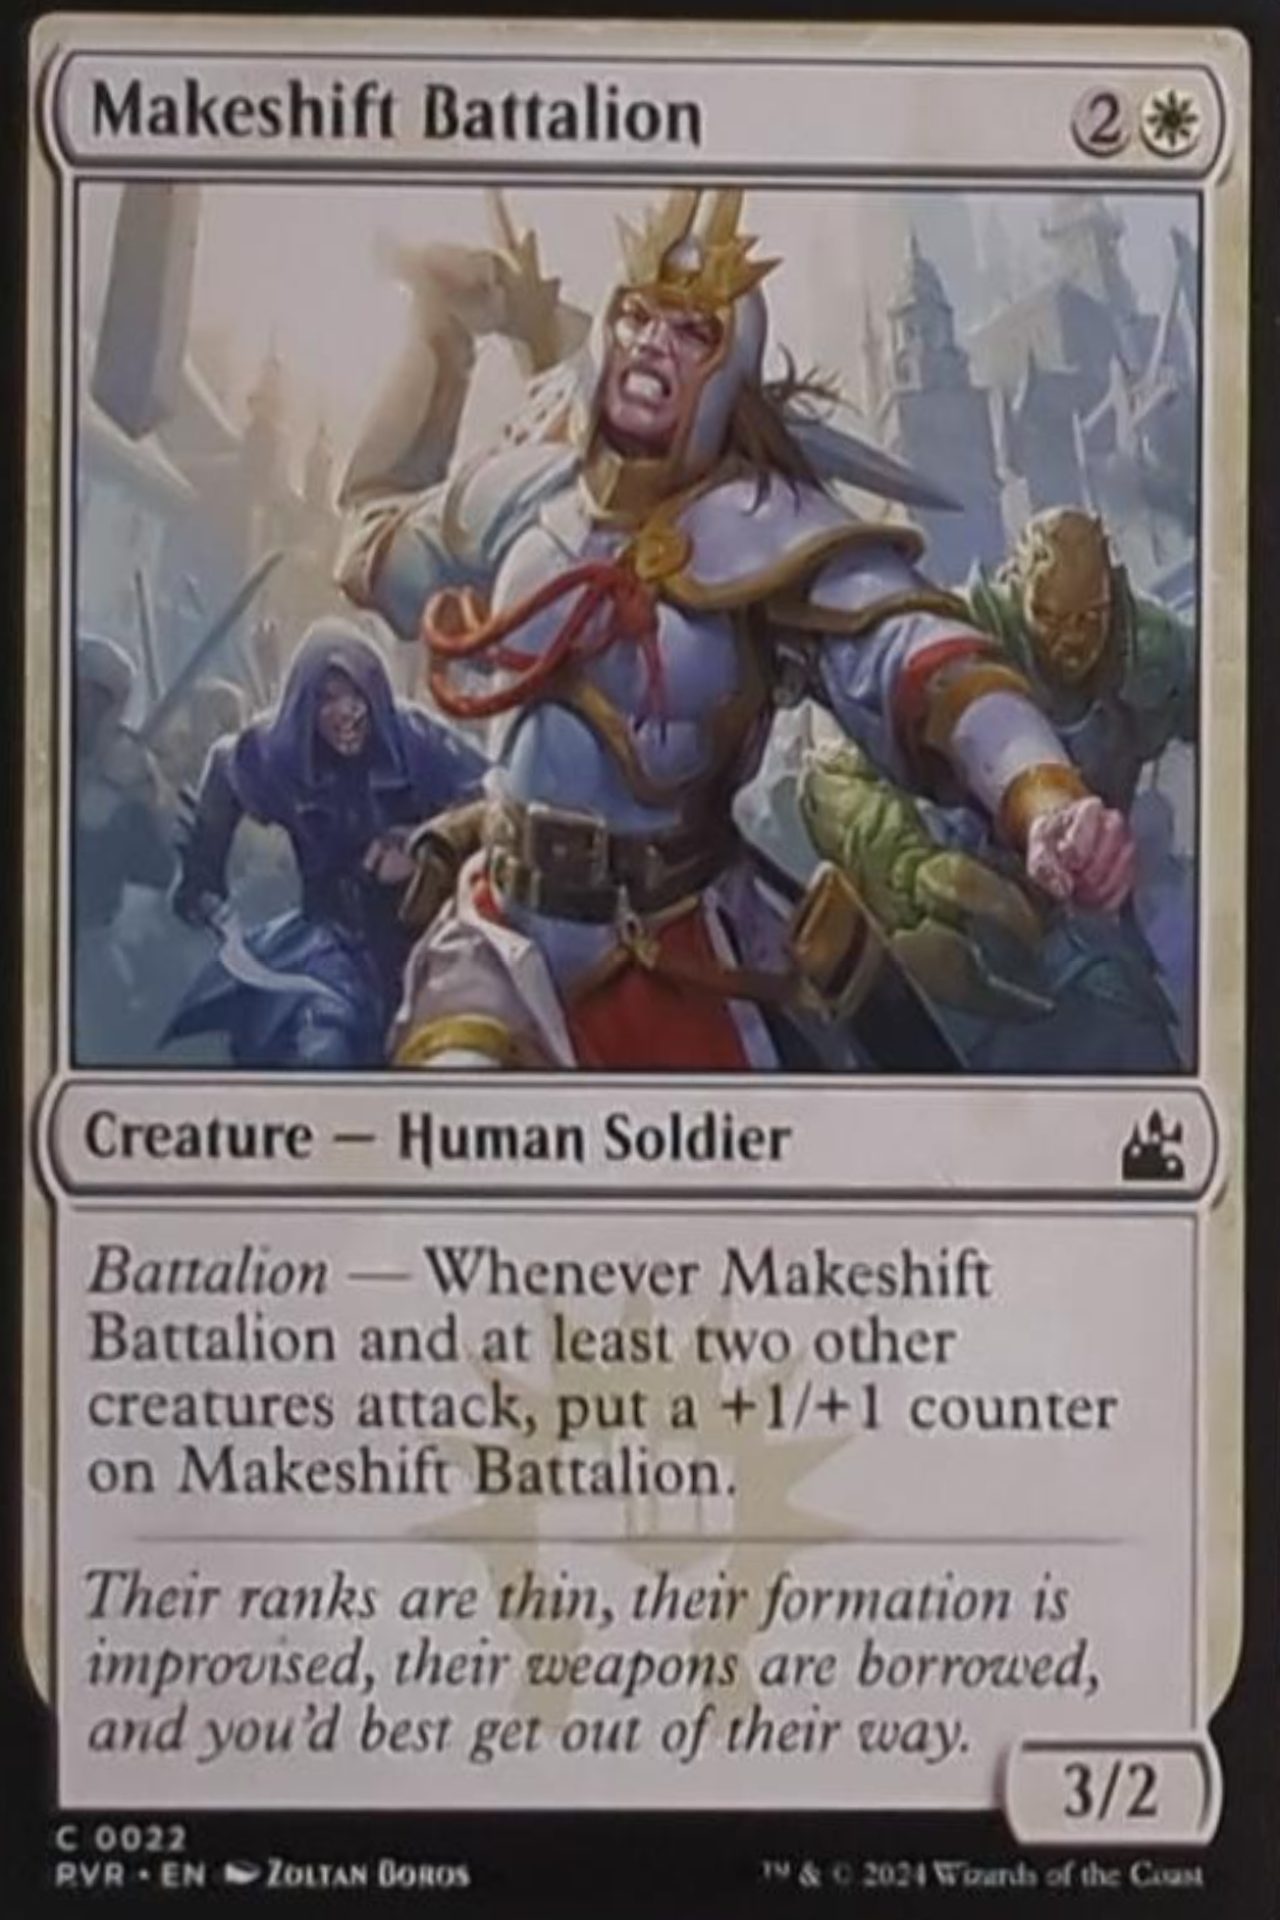 Makeshift Battalion
2
Creature — Human Soldier
Battalion — Whenever Makeshift
Battalion and at least two other
creatures attack, put a +1/+1 counter
on Makeshift Battalion.
Their ranks are thin, their formation is
improvised, their weapons are borrowed,
and you'd best get out of their way.
3/2
C 0022
RVR • EN Zoltan Boros
™ & © 2024 Wizards of the Coast